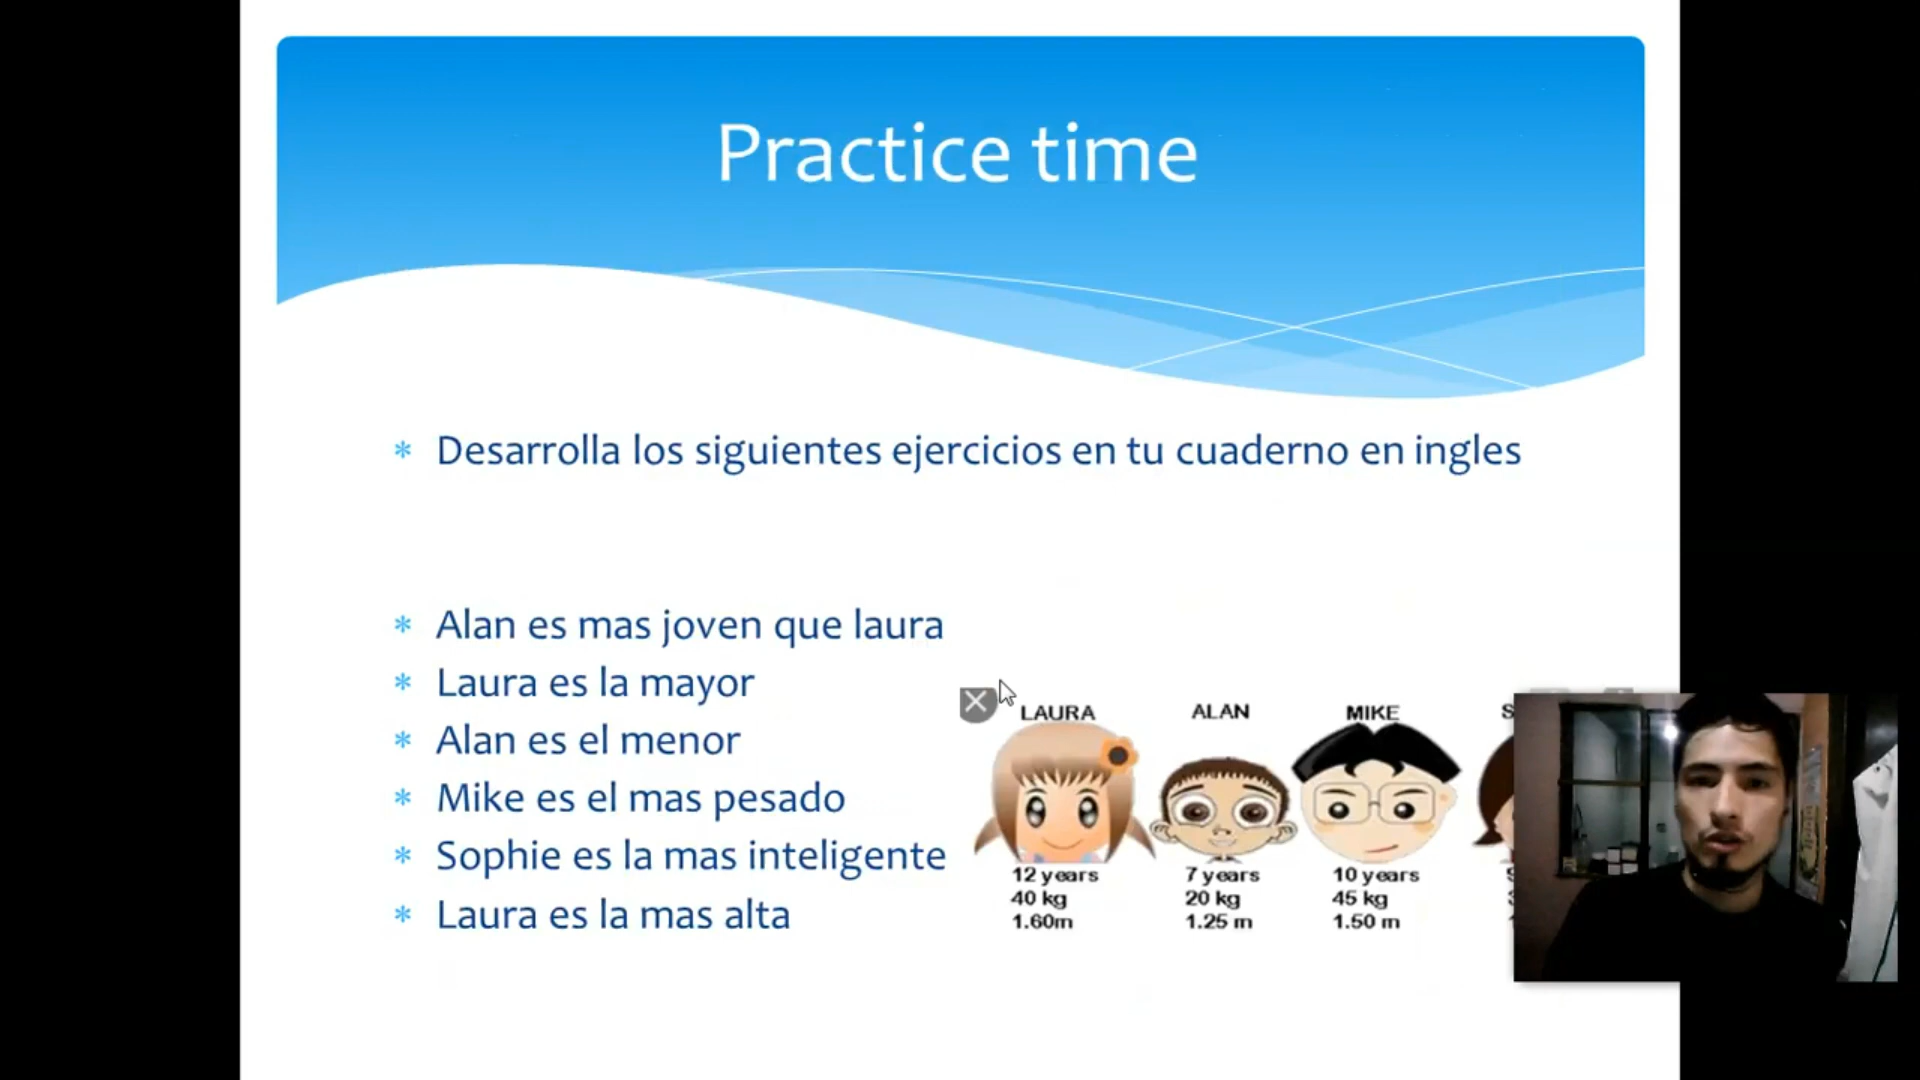 Practice time
* Desarrolla los siguientes ejercicios en tu cuaderno en ingles
* Alan es mas joven que laura
* Laura es la mayor
* Alan es el menor
* Mike es el mas pesado
* Sophie es la mas inteligente
* Laura es la mas alta
LAURA ALAN MIKE
12 years 7 years 10 years
40 kg 20 kg 45 kg
1.60m 1.25 m 1.50 m